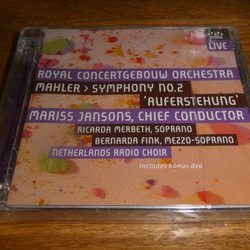 LIVE
ROYAL CONCERTGEBOUW ORCHESTRA
MAHLER > SYMPHONY NO.2
'AUFERSTEHUNG'
MARISS JANSONS, CHIEF CONDUCTOR
RICARDA MERBETH, SOPRANO
BERNARDA FINK, MEZZO-SOPRANO
NETHERLANDS RADIO CHOIR
Includes bonus dvd